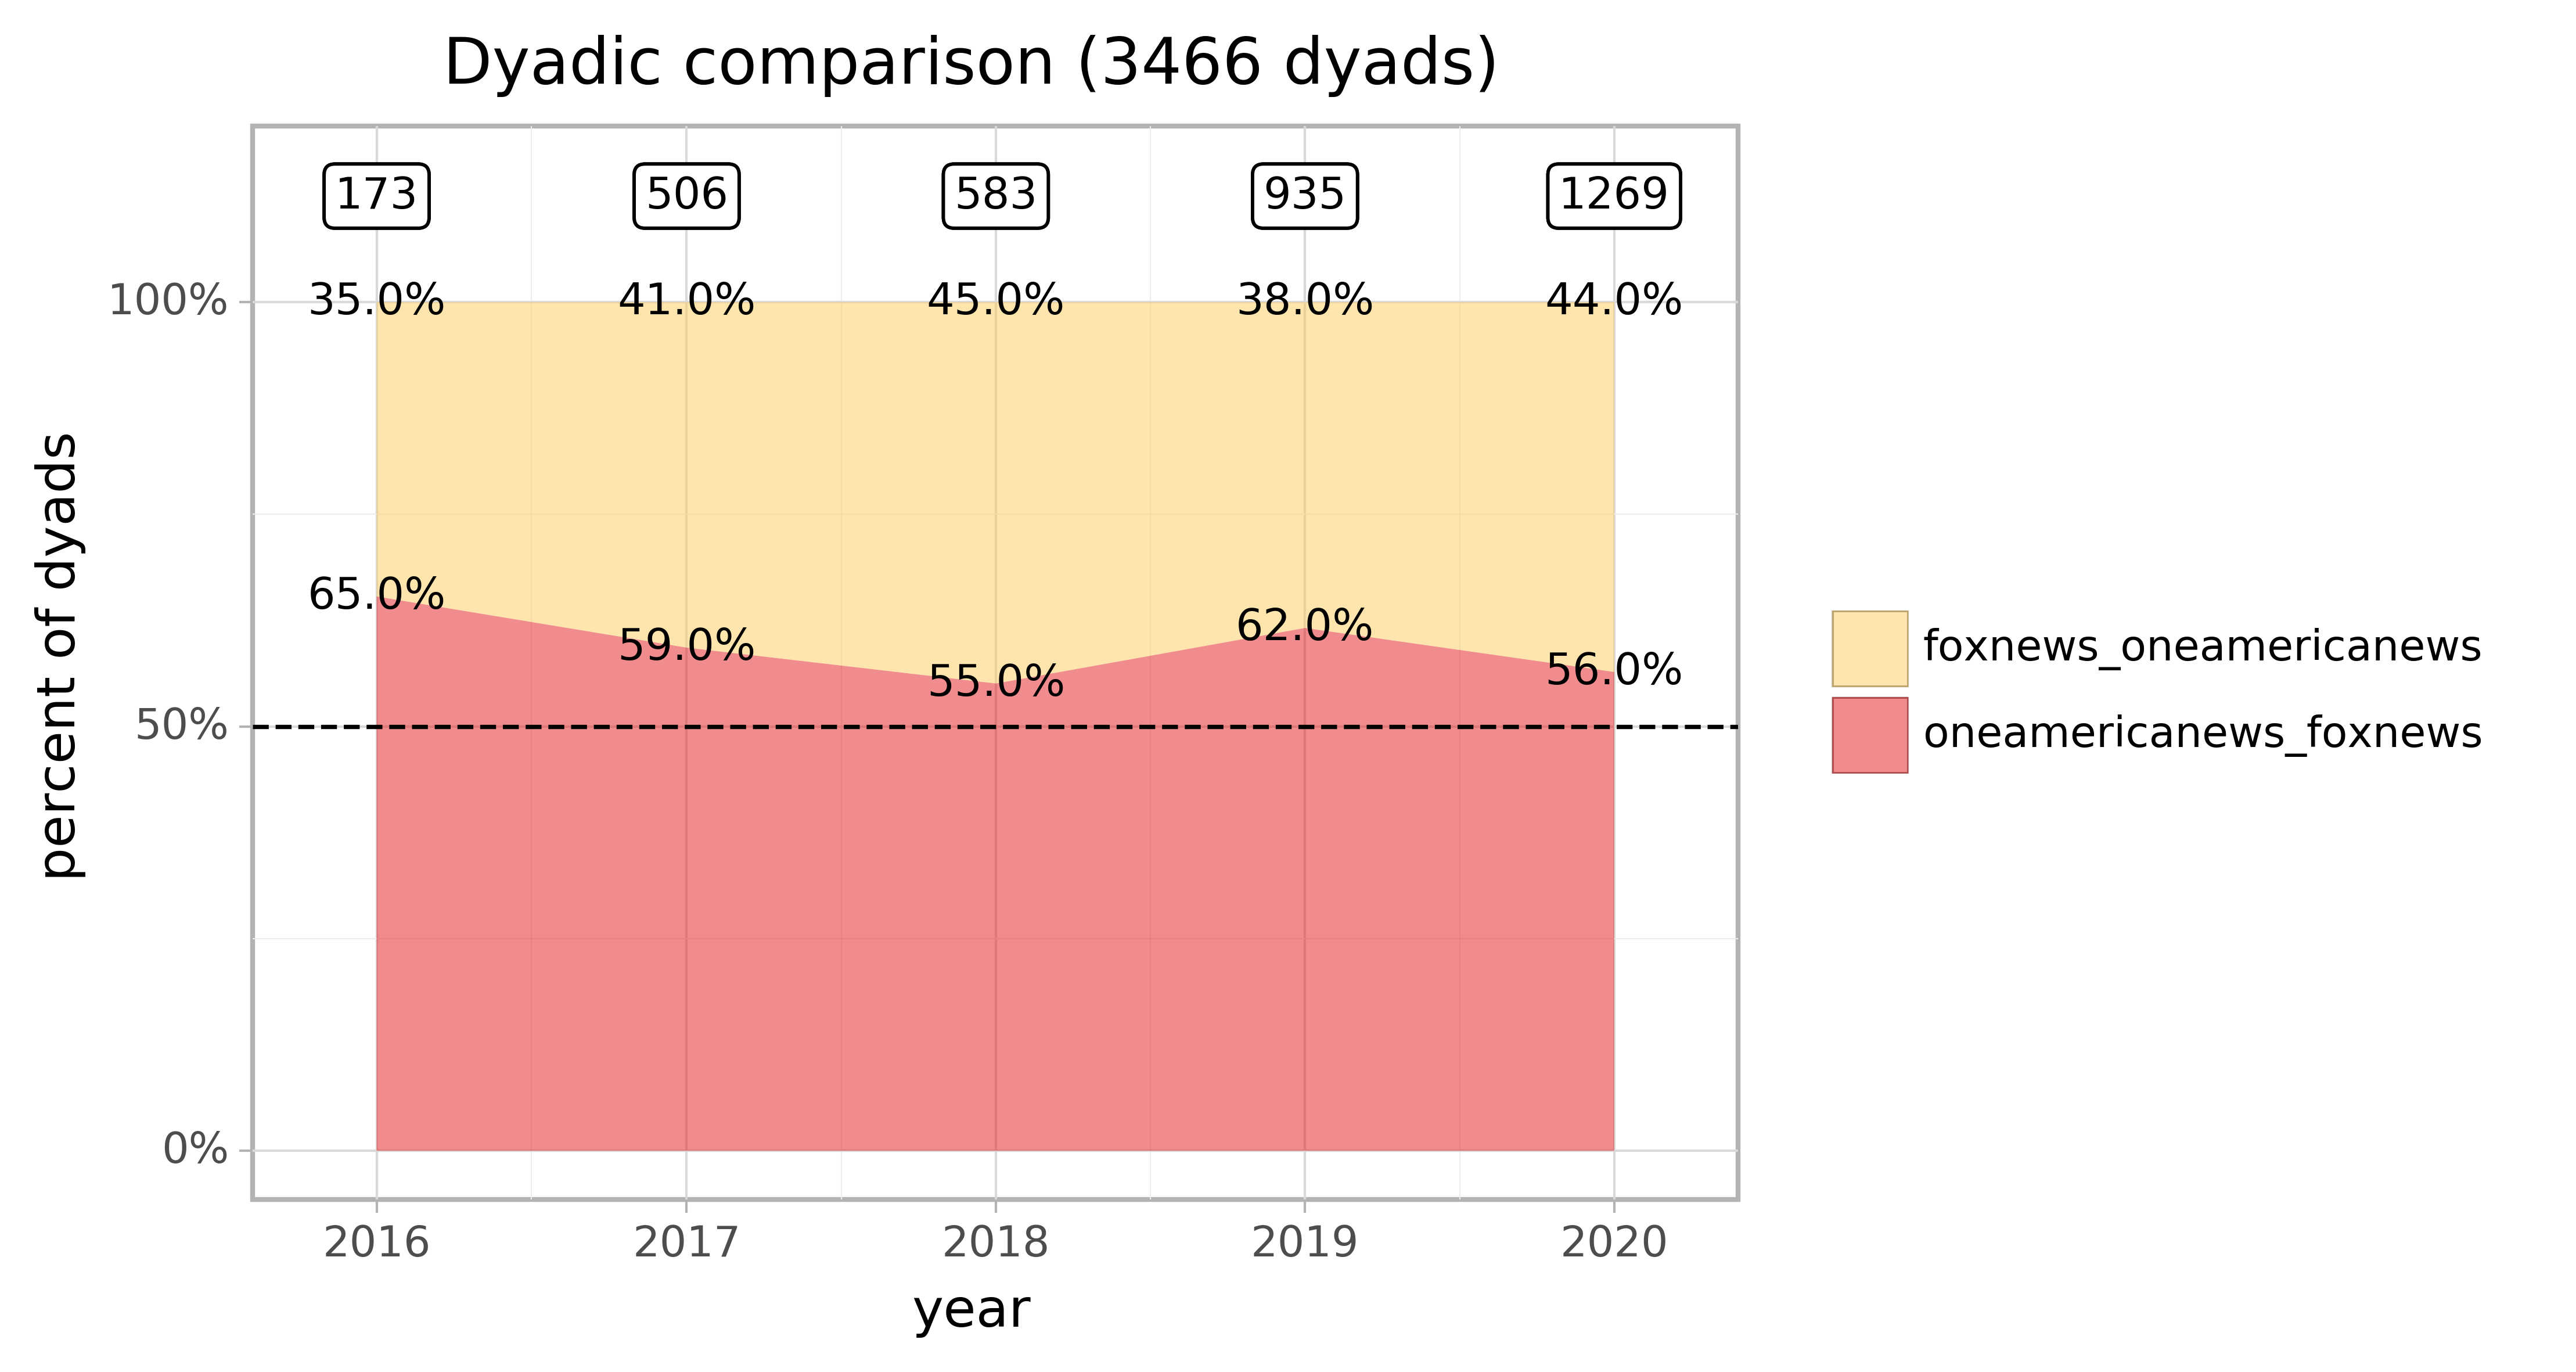 Dyadic comparison (3466 dyads)
173 506 583 935 1269
100% 35.0% 41.0% 45.0% 38.0% 44.0%
65.0% 59.0% 55.0% 62.0% 56.0%
50%
0%
2016 2017 2018 2019 2020
year
percent of dyads
foxnews_oneamericanews
oneamericanews_foxnews